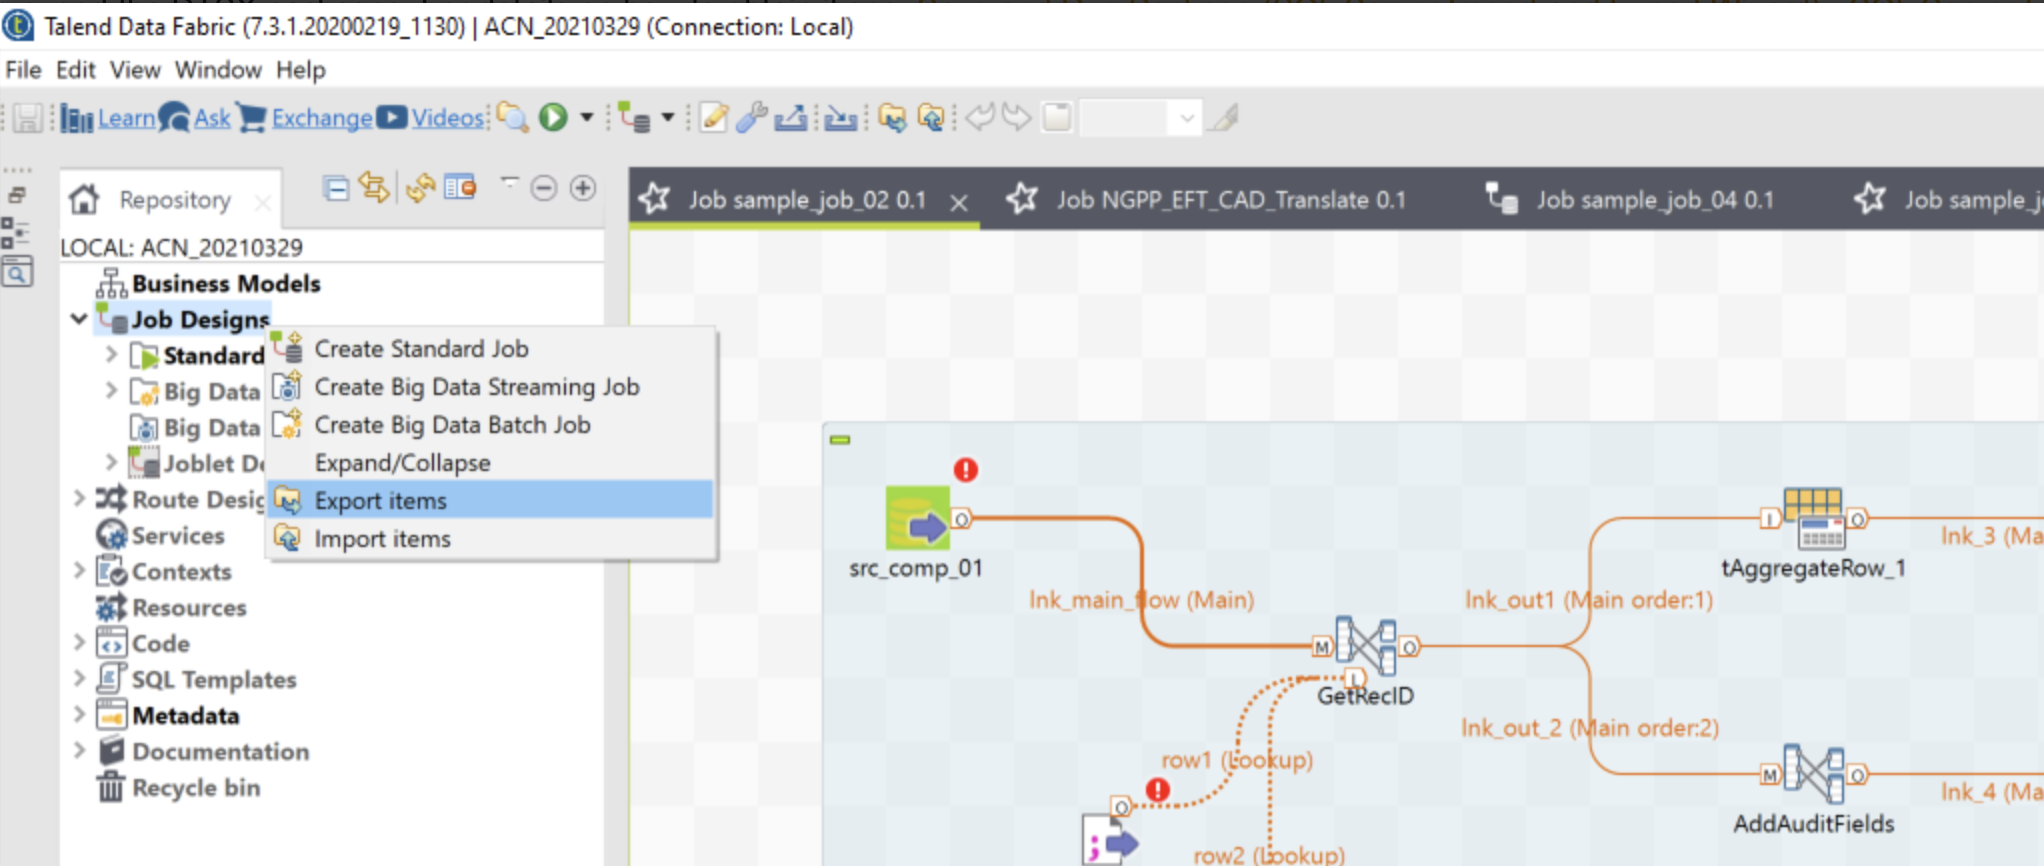 Talend Data Fabric (7.3.1.20200219_1130) | ACN_20210329 (Connection: Local)
File Edit View Window Help
Learn Ask Exchange Videos
Repository
LOCAL: ACN_20210329
Business Models
Job Designs
Standard
Big Data
Big Data
Joblet De
Route Desig
Services
Contexts
Resources
Code
SQL Templates
Metadata
Documentation
Recycle bin
Create Standard Job
Create Big Data Streaming Job
Create Big Data Batch Job
Expand/Collapse
Export items
Import items
Job sample_job_02 0.1
Job NGPP_EFT_CAD_Translate 0.1
Job sample_job_04 0.1
Job sample_j
O
src_comp_01
lnk_main_flow (Main)
M
O
L
GetRecID
lnk_out1 (Main order:1)
I
O
tAggregateRow_1
lnk_3 (Ma
lnk_out_2 (Main order:2)
M
O
AddAuditFields
lnk_4 (Ma
row1 (Lookup)
O
row2 (Lookup)